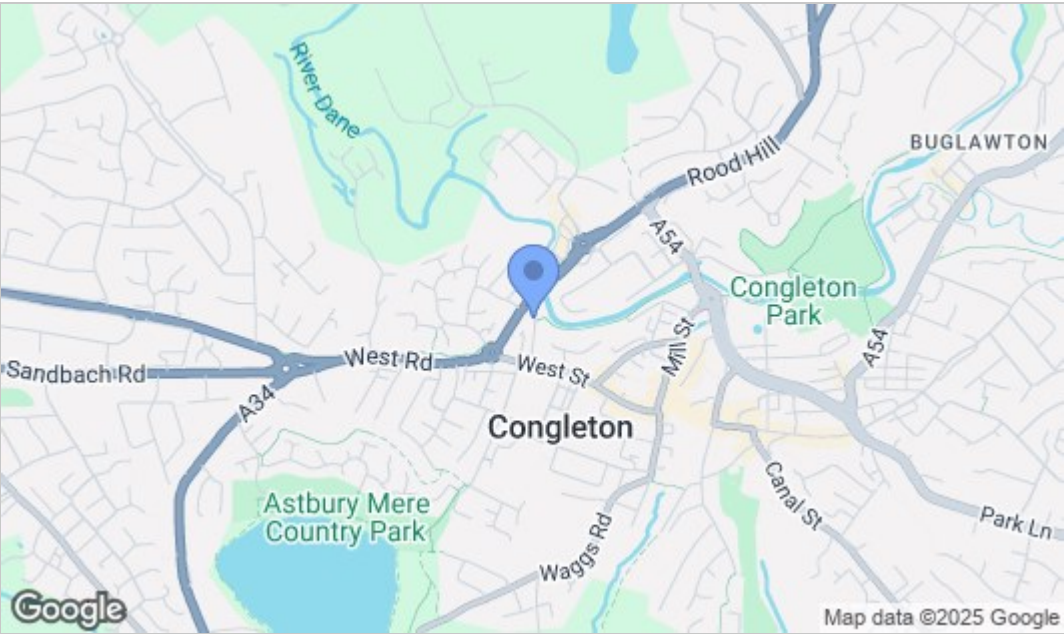 River Dane
Rood Hill
BUGLAWTON
A54
Congleton
Park
Mill St
A54
West Rd
West St
Sandbach Rd
A34
Congleton
Astbury Mere
Country Park
Canal St
Park Ln
Waggs Rd
Google
Map data ©2025 Google